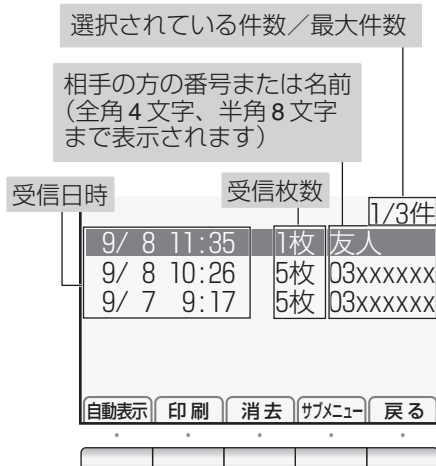 選択されている件数／最大件数
相手の方の番号または名前
（全角4文字、半角8文字
まで表示されます）
受信日時
受信枚数
1/3件
9/ 8 11:35 1枚 友人
9/ 8 10:26 5枚 03xxxxxx
9/ 7 9:17 5枚 03xxxxxx
自動表示 印刷 消去 ｻﾌﾞﾒﾆｭｰ 戻る